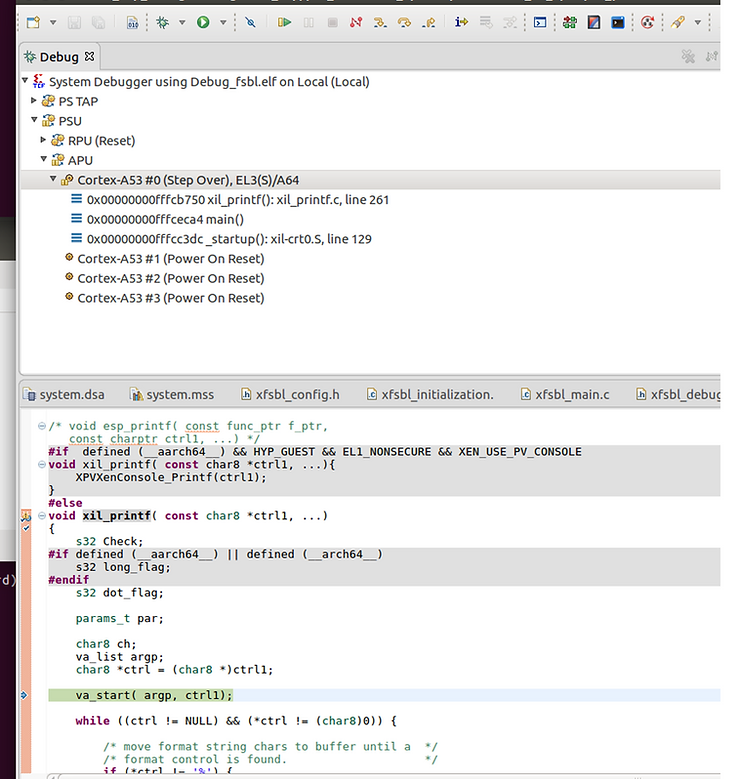 Debug
System Debugger using Debug_fsbl.elf on Local (Local)
PS TAP
PSU
RPU (Reset)
APU
Cortex-A53 #0 (Step Over), EL3(S)/A64
0x00000000fffcb750 xil_printf(): xil_printf.c, line 261
0x00000000fffceca4 main()
0x00000000fffcc3dc _startup(): xil-crt0.S, line 129
Cortex-A53 #1 (Power On Reset)
Cortex-A53 #2 (Power On Reset)
Cortex-A53 #3 (Power On Reset)
system.dsa system.mss xfsbl_config.h xfsbl_initialization. xfsbl_main.c xfsbl_debug
/* void esp_printf( const func_ptr f_ptr,
const charptr ctrl1, ...) */
#if defined (__aarch64__) && HYP_GUEST && EL1_NONSECURE && XEN_USE_PV_CONSOLE
void xil_printf( const char8 *ctrl1, ...){
XPVXenConsole_Printf(ctrl1);
}
#else
void xil_printf( const char8 *ctrl1, ...)
{
s32 Check;
#if defined (__aarch64__) || defined (__arch64__)
s32 long_flag;
#endif
s32 dot_flag;
params_t par;
char8 ch;
va_list argp;
char8 *ctrl = (char8 *)ctrl1;
va_start( argp, ctrl1);
while ((ctrl != NULL) && (*ctrl != (char8)0)) {
/* move format string chars to buffer until a */
/* format control is found. */
if (*ctrl != '%') {
rd)